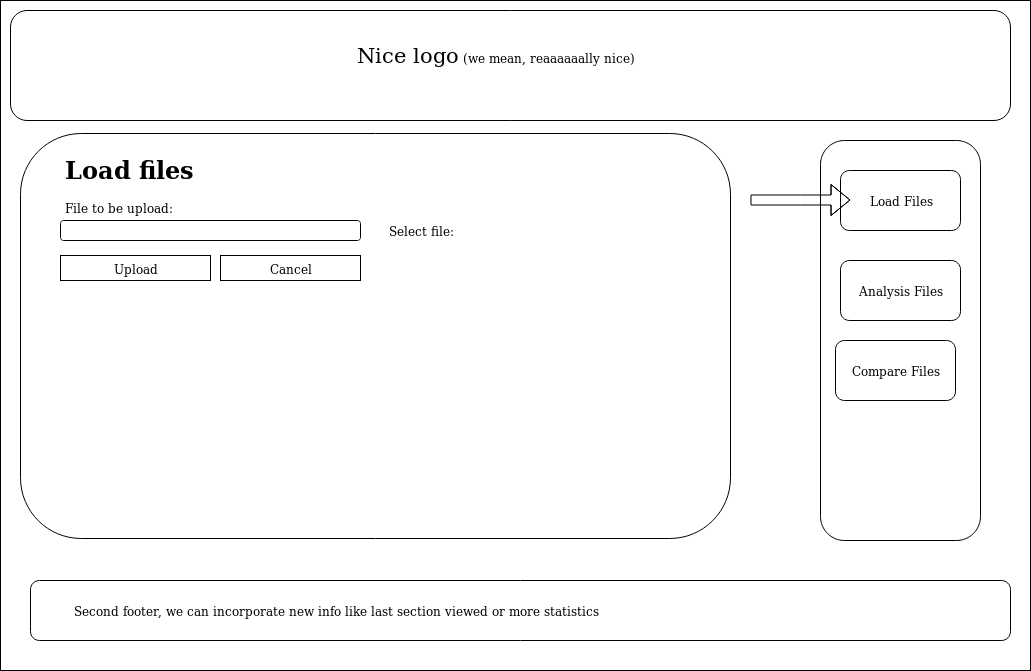 Nice logo (we mean, reaaaaaally nice)
Load files
File to be upload:
Select file:
Upload
Cancel
Load Files
Analysis Files
Compare Files
Second footer, we can incorporate new info like last section viewed or more statistics